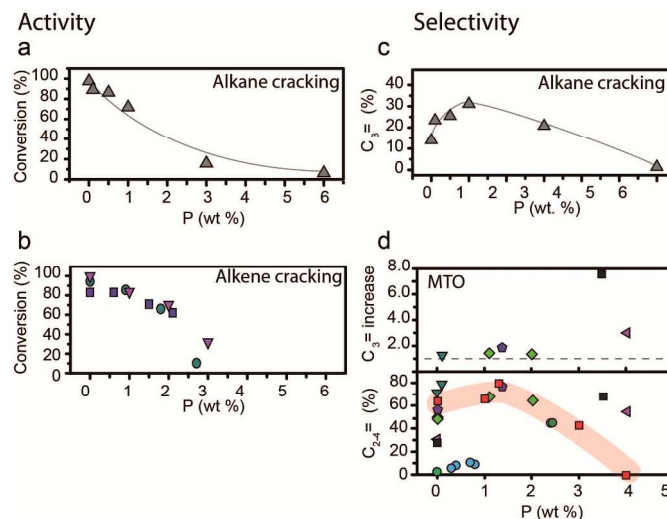 Activity
Selectivity
a
Alkane cracking
Conversion (%)
100
80
60
40
20
0
0 1 2 3 4 5 6
P (wt %)
c
Alkane cracking
C3= (%)
40
30
20
10
0
0 1 2 3 4 5 6
P (wt. %)
b
Alkene cracking
Conversion (%)
100
80
60
40
20
0
0 1 2 3 4 5 6
P (wt %)
d
MTO
C3= increase
8.0
6.0
4.0
2.0
C2-4= (%)
80
60
40
20
0
0 1 2 3 4 5
P (wt %)